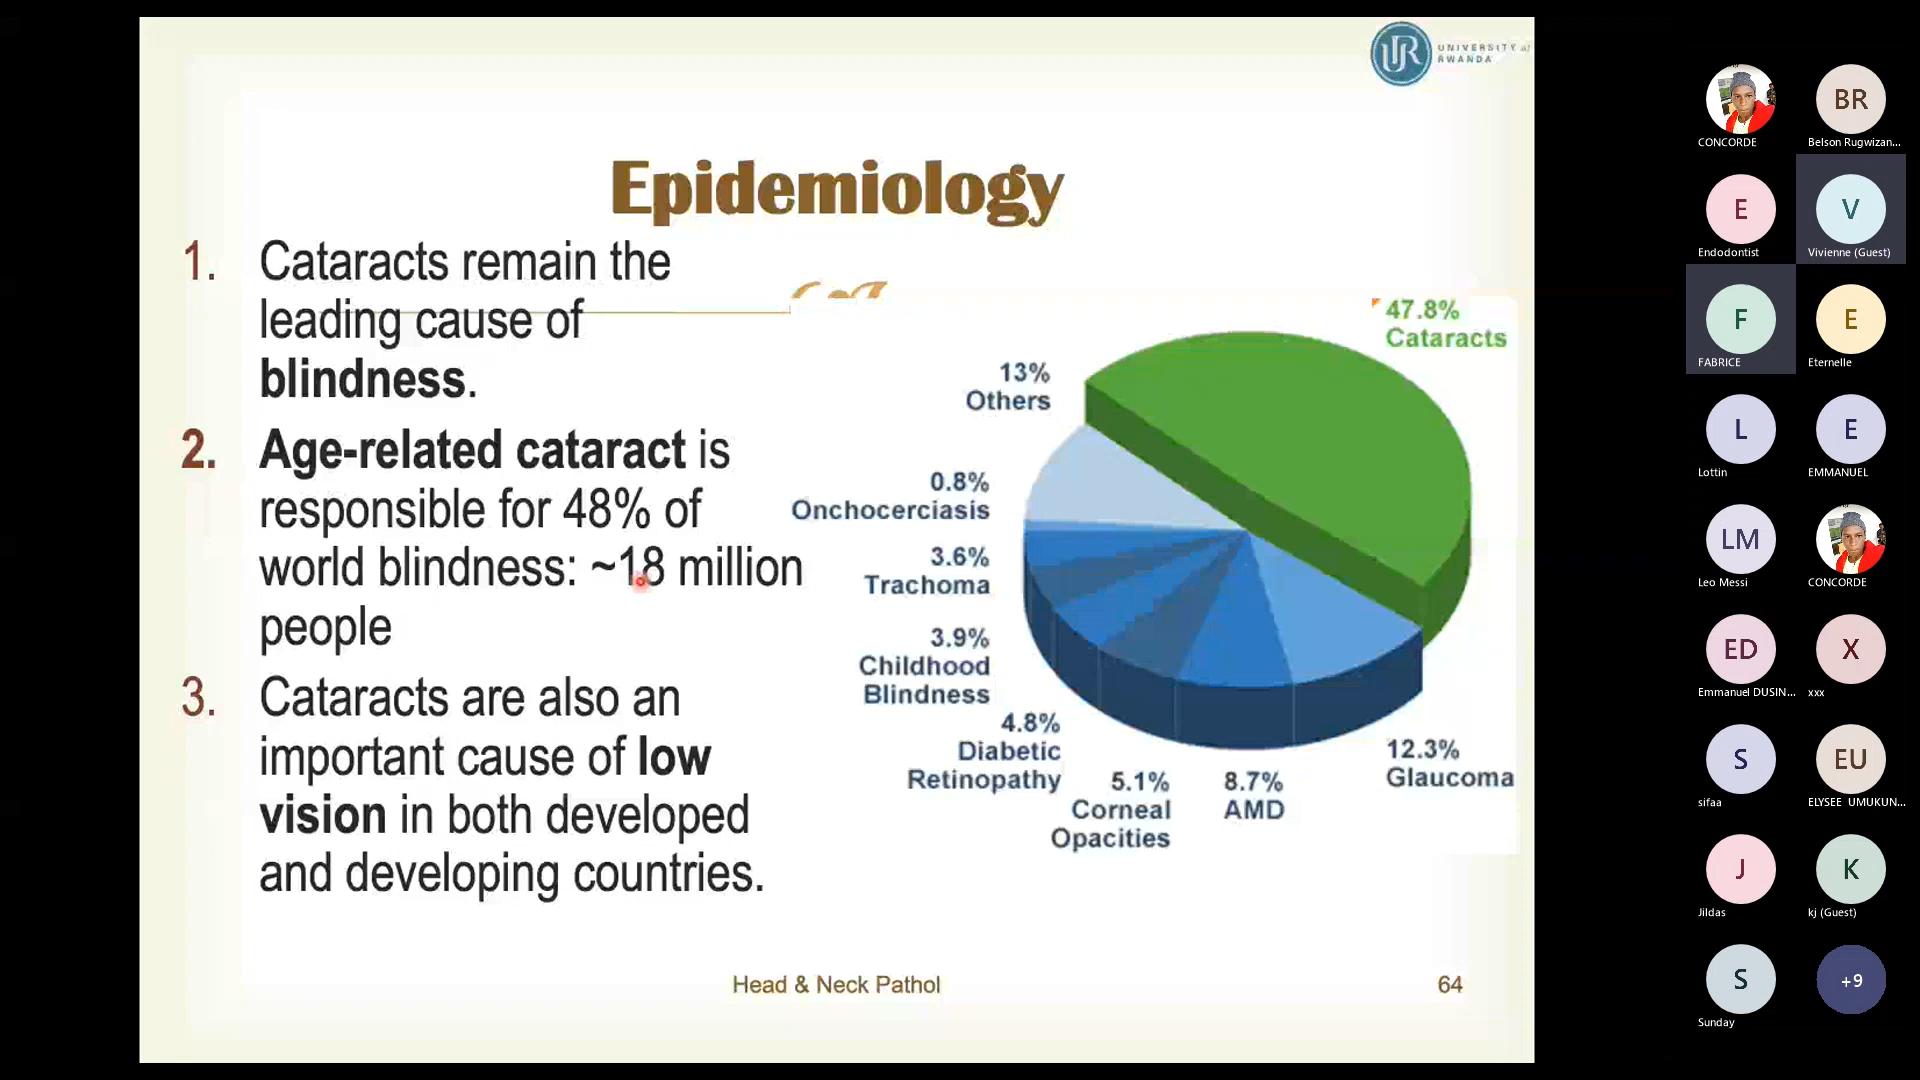 UNIVERSITY of
RWANDA
Epidemiology
1. Cataracts remain the
leading cause of
blindness.
2. Age-related cataract is
responsible for 48% of
world blindness: ~18 million
people
3. Cataracts are also an
important cause of low
vision in both developed
and developing countries.
47.8%
Cataracts
13%
Others
0.8%
Onchocerciasis
3.6%
Trachoma
3.9%
Childhood
Blindness
4.8%
Diabetic
Retinopathy
5.1%
Corneal
Opacities
8.7%
AMD
12.3%
Glaucoma
Head & Neck Pathol
64
CONCORDE
BR
Belson Rugwizan...
E
Endodontist
V
Vivienne (Guest)
F
FABRICE
E
Eternelle
L
Lottin
E
EMMANUEL
LM
Leo Messi
CONCORDE
ED
Emmanuel DUSIN...
X
xxx
S
sifaa
EU
ELYSEE UMUKUN...
J
Jildas
K
kj (Guest)
S
Sunday
+9